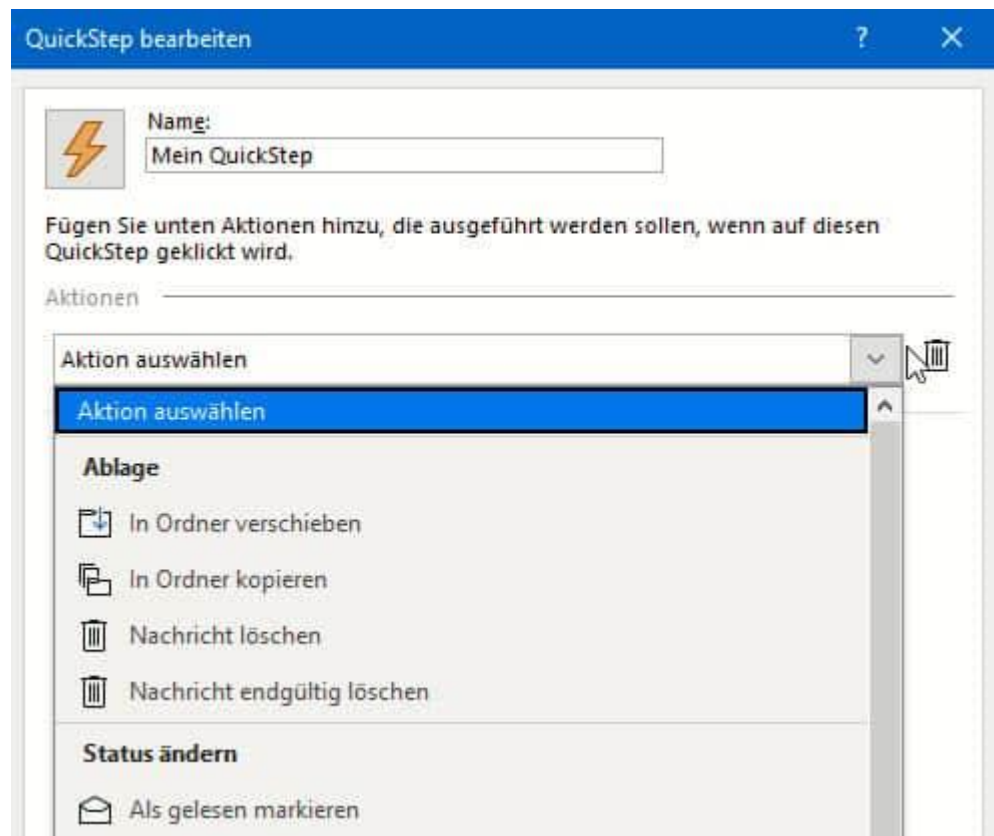 QuickStep bearbeiten ?
Name:
Mein QuickStep
Fügen Sie unten Aktionen hinzu, die ausgeführt werden sollen, wenn auf diesen
QuickStep geklickt wird.
Aktionen
Aktion auswählen
Aktion auswählen
Ablage
In Ordner verschieben
In Ordner kopieren
Nachricht löschen
Nachricht endgültig löschen
Status ändern
Als gelesen markieren